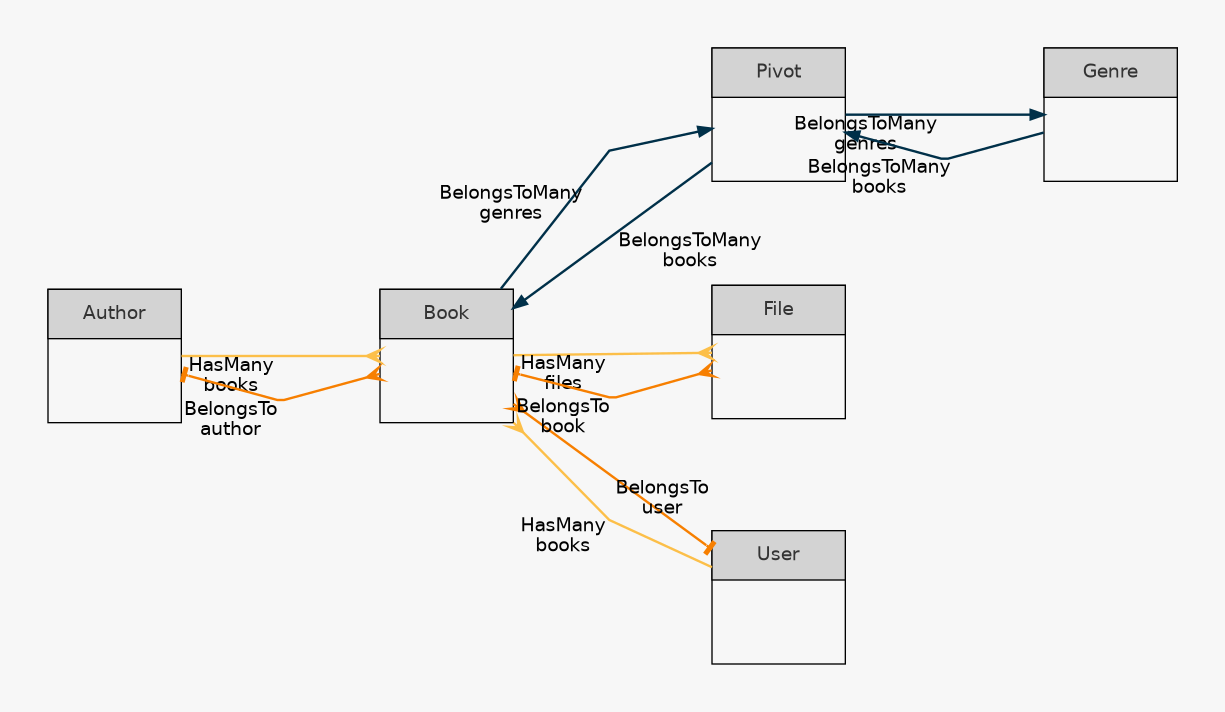 Pivot
Genre
BelongsToMany
genres
BelongsToMany
books
BelongsToMany
genres
BelongsToMany
books
Author
Book
File
HasMany
books
BelongsTo
author
HasMany
files
BelongsTo
book
BelongsTo
user
HasMany
books
User